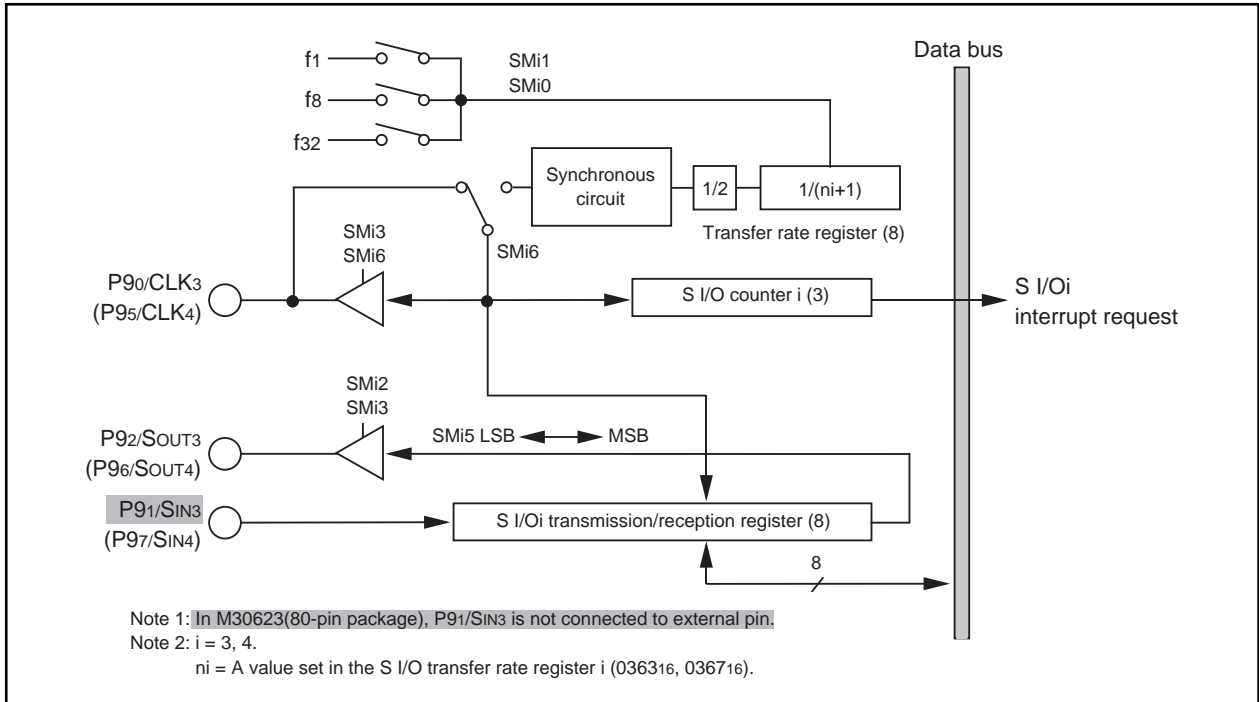 Data bus
f1
SMi1
SMi0
f8
f32
Synchronous
circuit
1/2
1/(ni+1)
Transfer rate register (8)
SMi3
SMi6
SMi6
P90/CLK3
(P95/CLK4)
S I/O counter i (3)
S I/Oi
interrupt request
SMi2
SMi3
SMi5 LSB
MSB
P92/SOUT3
(P96/SOUT4)
P91/SIN3
(P97/SIN4)
S I/Oi transmission/reception register (8)
8
Note 1: In M30623(80-pin package), P91/SIN3 is not connected to external pin.
Note 2: i = 3, 4.
ni = A value set in the S I/O transfer rate register i (036316, 036716).